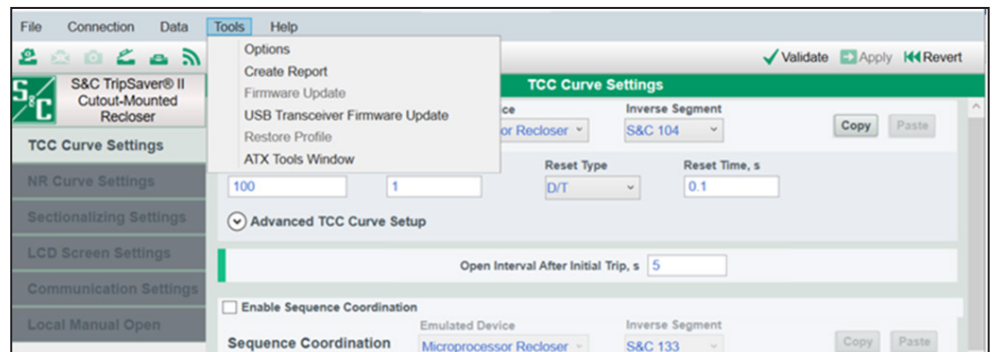 File Connection Data Tools Help
Options
Create Report
Firmware Update
USB Transceiver Firmware Update
Restore Profile
ATX Tools Window
Validate Apply Revert
S&C
S&C TripSaver® II
Cutout-Mounted
Recloser
TCC Curve Settings
NR Curve Settings
Sectionalizing Settings
LCD Screen Settings
Communication Settings
Local Manual Open
TCC Curve Settings
ce Inverse Segment
or Recloser S&C 104 Copy Paste
Reset Type Reset Time, s
100 1 D/T 0.1
Advanced TCC Curve Setup
Open Interval After Initial Trip, s 5
Enable Sequence Coordination
Emulated Device Inverse Segment
Sequence Coordination Microprocessor Recloser S&C 133 Copy Paste